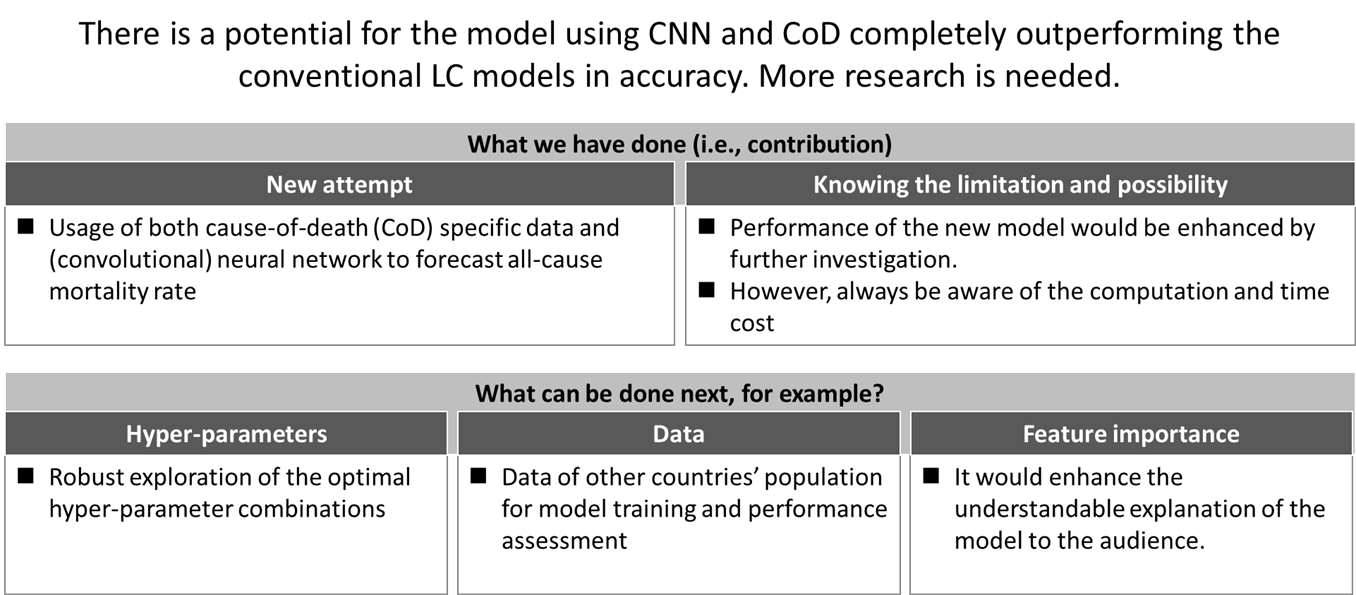 There is a potential for the model using CNN and CoD completely outperforming the
conventional LC models in accuracy. More research is needed.
What we have done (i.e., contribution)
New attempt
■ Usage of both cause-of-death (CoD) specific data and
(convolutional) neural network to forecast all-cause
mortality rate
Knowing the limitation and possibility
■ Performance of the new model would be enhanced by
further investigation.
■ However, always be aware of the computation and time
cost
What can be done next, for example?
Hyper-parameters
■ Robust exploration of the optimal
hyper-parameter combinations
Data
■ Data of other countries’ population
for model training and performance
assessment
Feature importance
■ It would enhance the
understandable explanation of the
model to the audience.